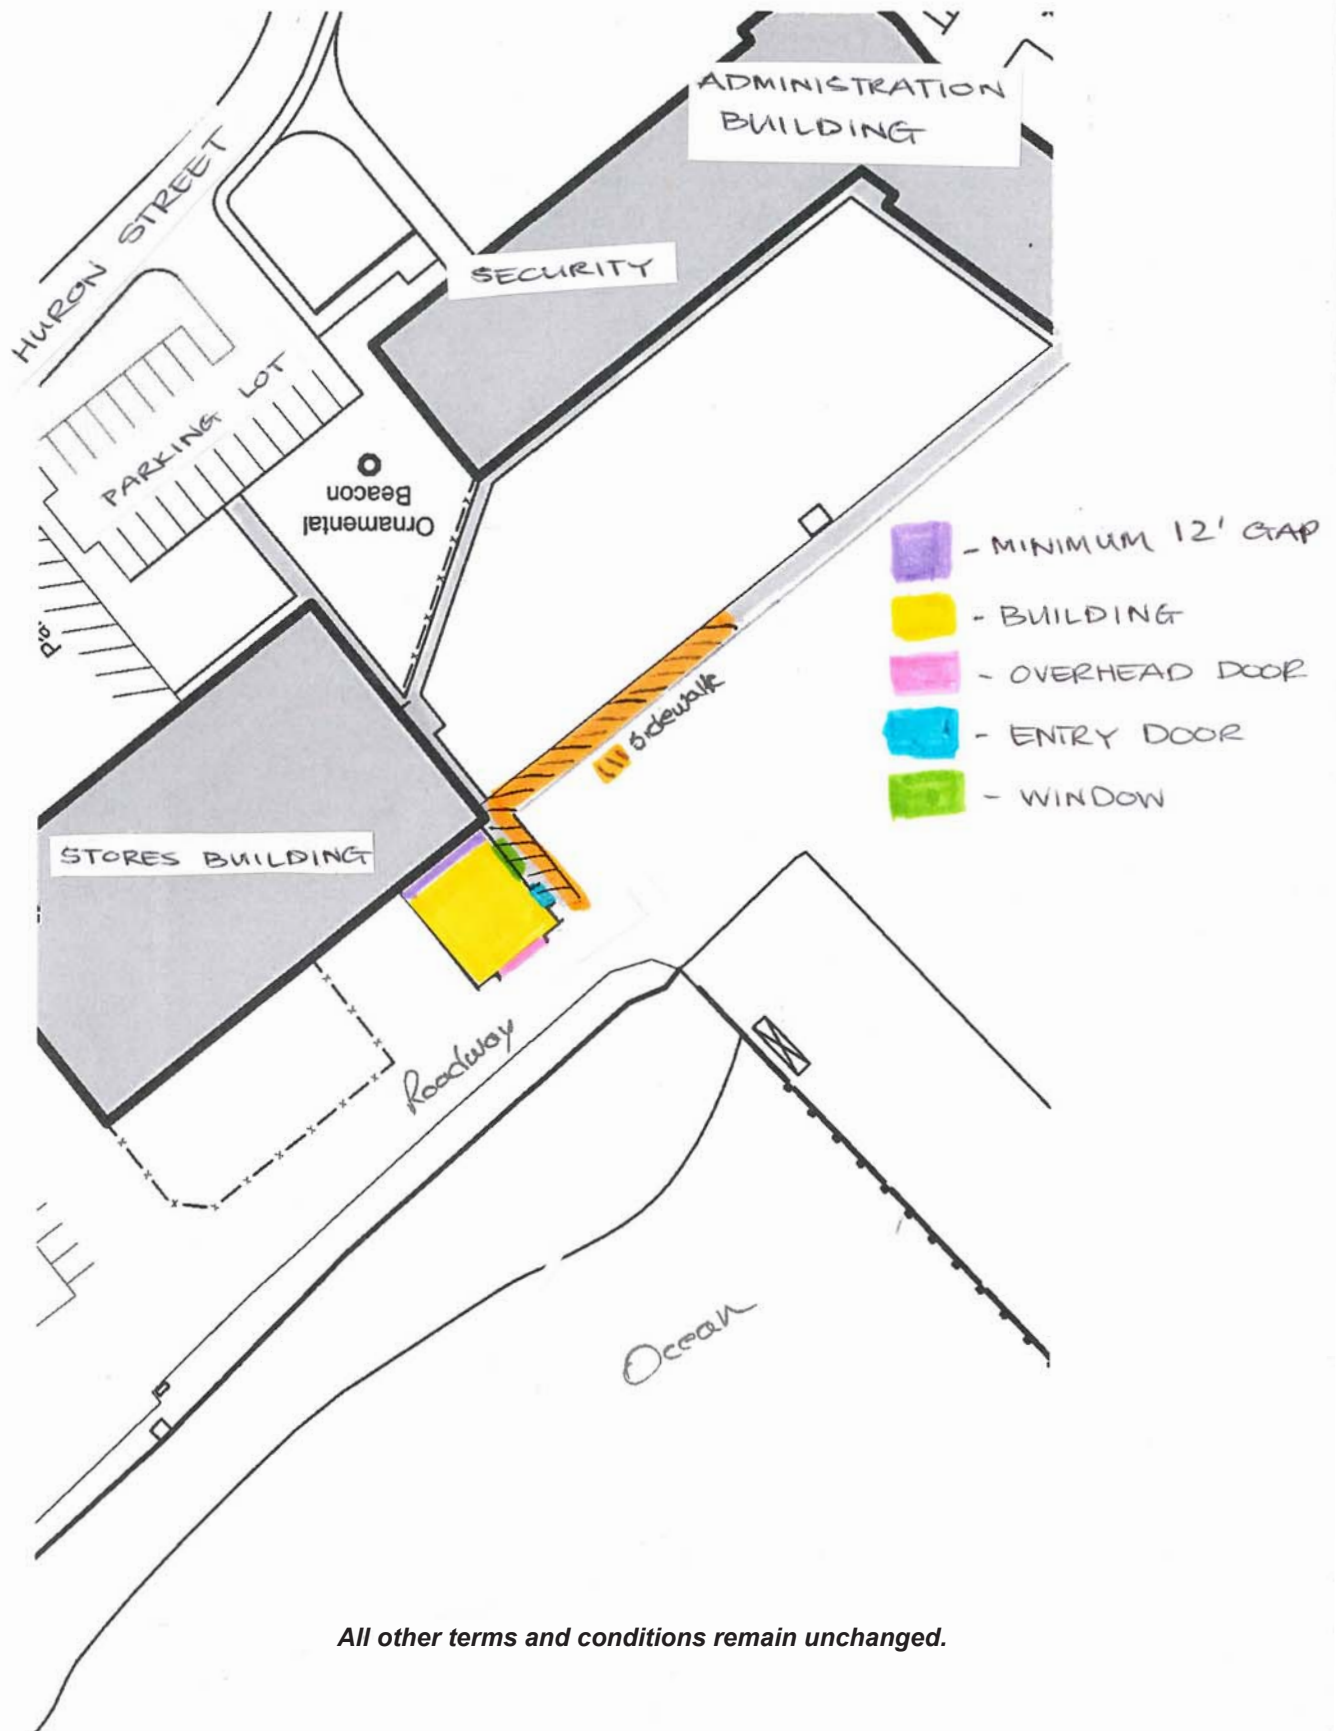 ADMINISTRATION
BUILDING
HURON STREET
SECURITY
PARKING LOT
Ornamental
Beacon
P.O.
- MINIMUM 12' GAP
- BUILDING
- OVERHEAD DOOR
- ENTRY DOOR
- WINDOW
Sidewalk
STORES BUILDING
Roadway
Ocean
All other terms and conditions remain unchanged.